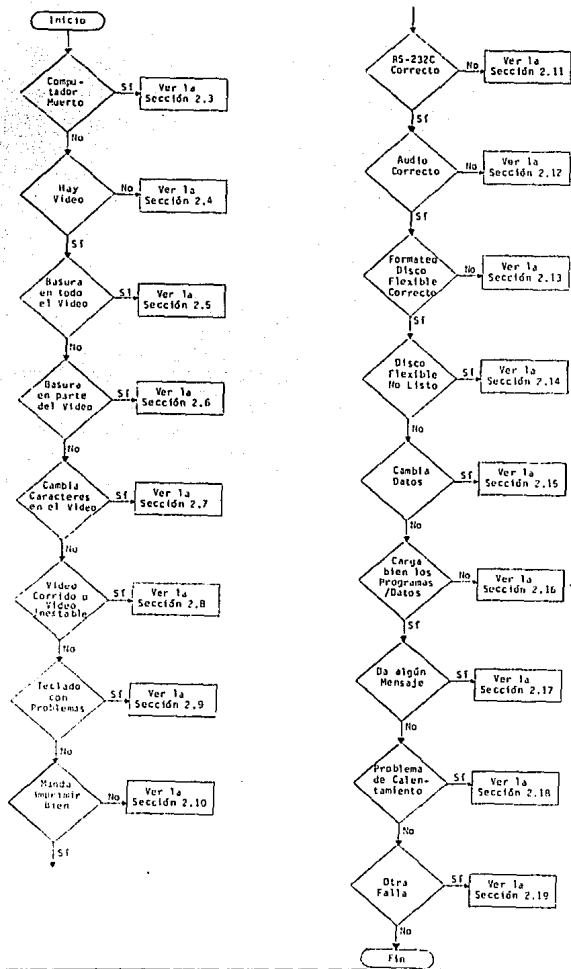 Inicio
Compu-
tador
Muerto
Sí
Ver la
Sección 2.3
No
Hay
Video
No
Ver la
Sección 2.4
Sí
Basura
en todo
el Video
Sí
Ver la
Sección 2.5
No
Basura
en parte
del Video
Sí
Ver la
Sección 2.6
No
Cambia
Caracteres
en el Video
Sí
Ver la
Sección 2.7
No
Video
Corrido o
Video
Inestable
Sí
Ver la
Sección 2.8
No
Teclado
con
Problemas
Sí
Ver la
Sección 2.9
No
Manda
imprimir
Bien
No
Ver la
Sección 2.10
Sí
RS-232C
Correcto
No
Ver la
Sección 2.11
Sí
Audio
Correcto
No
Ver la
Sección 2.12
Sí
Formateo
Disco
Flexible
Correcto
No
Ver la
Sección 2.13
Sí
Disco
Flexible
No Listo
Sí
Ver la
Sección 2.14
No
Cambia
Datos
Sí
Ver la
Sección 2.15
No
Carga
bien los
Programas
/Datos
No
Ver la
Sección 2.16
Sí
Da algún
Mensaje
Sí
Ver la
Sección 2.17
No
Problema
de Calen-
tamiento
Sí
Ver la
Sección 2.18
No
Otra
Falla
Sí
Ver la
Sección 2.19
No
Fin